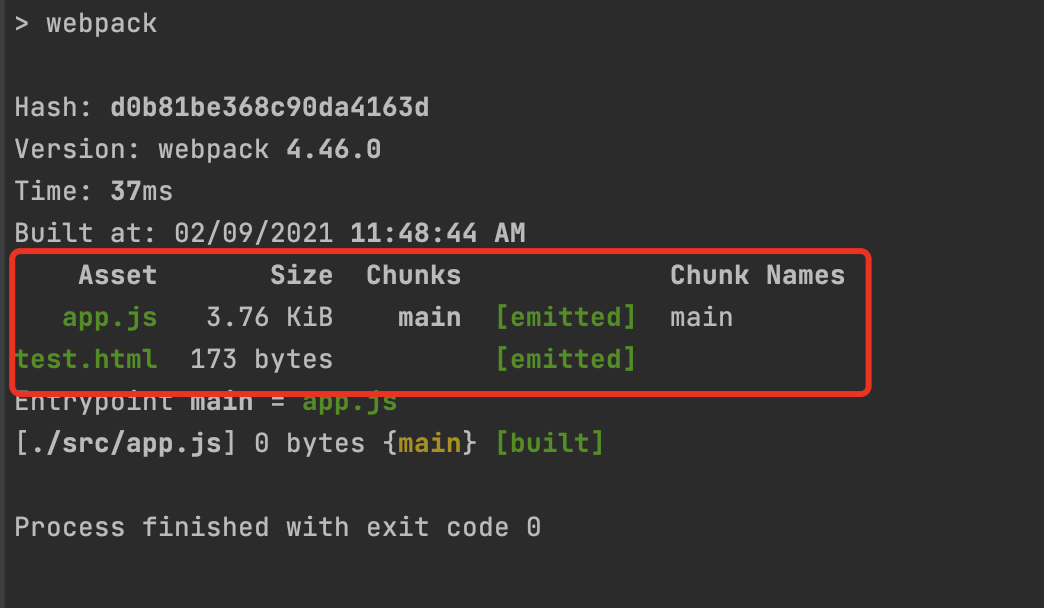 > webpack
Hash: d0b81be368c90da4163d
Version: webpack 4.46.0
Time: 37ms
Built at: 02/09/2021 11:48:44 AM
Asset Size Chunks Chunk Names
app.js 3.76 KiB main [emitted] main
test.html 173 bytes [emitted]
Entrypoint main = app.js
[./src/app.js] 0 bytes {main} [built]
Process finished with exit code 0